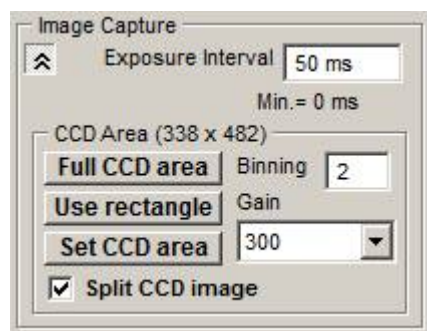 Image Capture
Exposure Interval 50 ms
Min.= 0 ms
CCD Area (338 x 482)
Full CCD area Binning 2
Use rectangle Gain
Set CCD area 300
Split CCD image